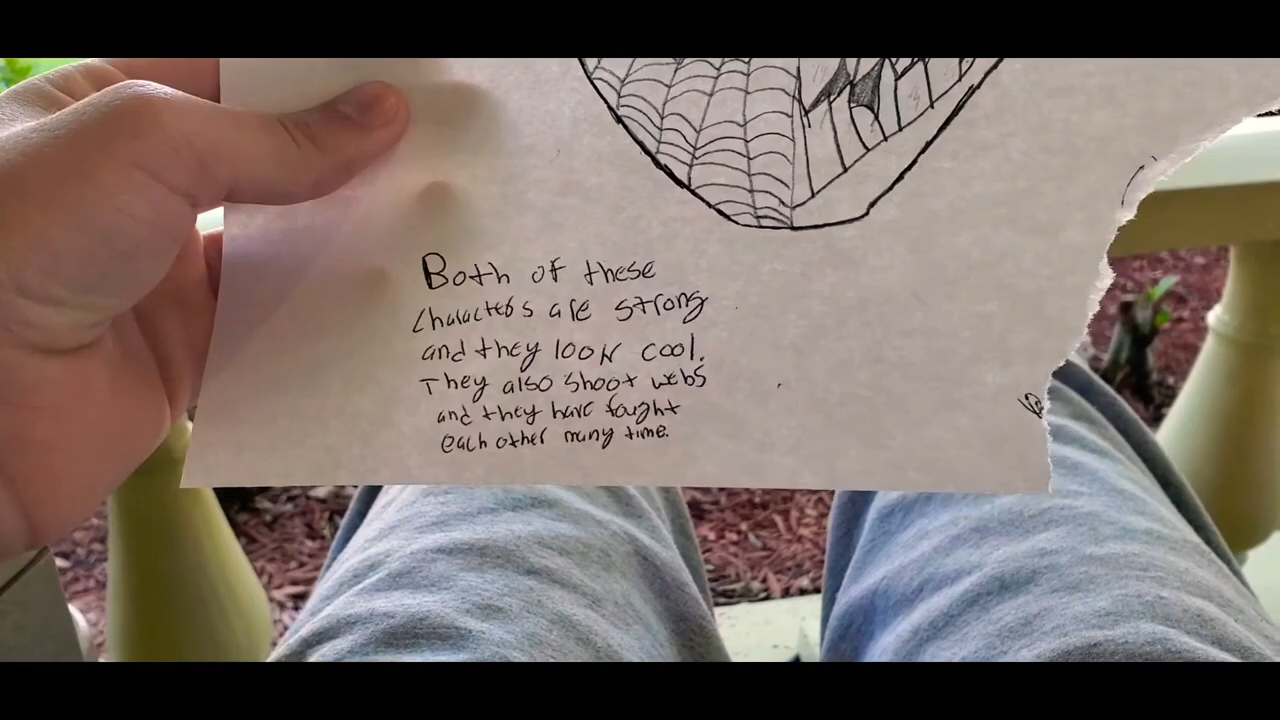 Both of these
characters are strong
and they look cool.
They also shoot webs
and they have fought
each other many time.